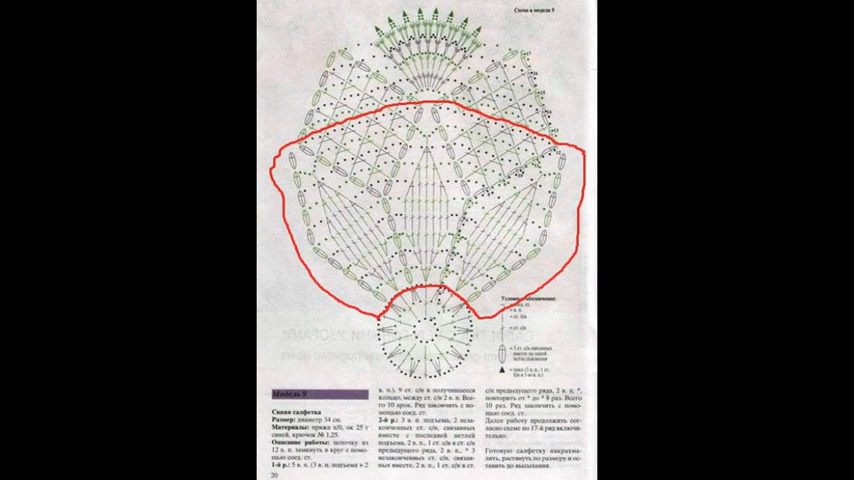 Схема к модели 9
Условные обозначения:
= в. п.
= ст. б/н
= ст. с/н
= 3 ст. с/н связанных
вместе на одной
петле основания
= пико (3 в. п., 1 ст.
Модель 9
Синяя салфетка
Размер: диаметр 34 см.
Материалы: пряжа х/б, ок 25 г
синей, крючок № 1,25.
Описание работы: цепочку из
12 в. п. замкнуть в круг с помо-
щью соед. ст.
1-й р.: 5 в. п. (3 в. п. подъема + 2
20
в. п.), 9 ст. с/н в получившееся
кольцо, между ст. с/н 2 в. п. Все-
го 10 арок. Ряд закончить с по-
мощью соед. ст.
2-й р.: 3 в. п. подъема, 2 неза-
конченных ст. с/н, связанных
вместе с последней петлей
подъема, 2 в. п., 1 ст. с/н в ст. с/н
предыдущего ряда, 2 в. п., * 3
незаконченных ст. с/н, связан-
ных вместе, 2 в. п., 1 ст. с/н в ст.
с/н предыдущего ряда, 2 в. п. *,
повторить от * до * 8 раз. Всего
10 раз. Ряд закончить с помо-
щью соед. ст.
Далее работу продолжить сог-
ласно схеме по 17-й ряд включи-
тельно.
Готовую салфетку накрахма-
лить, растянуть по размеру и ос-
тавить до высыхания.